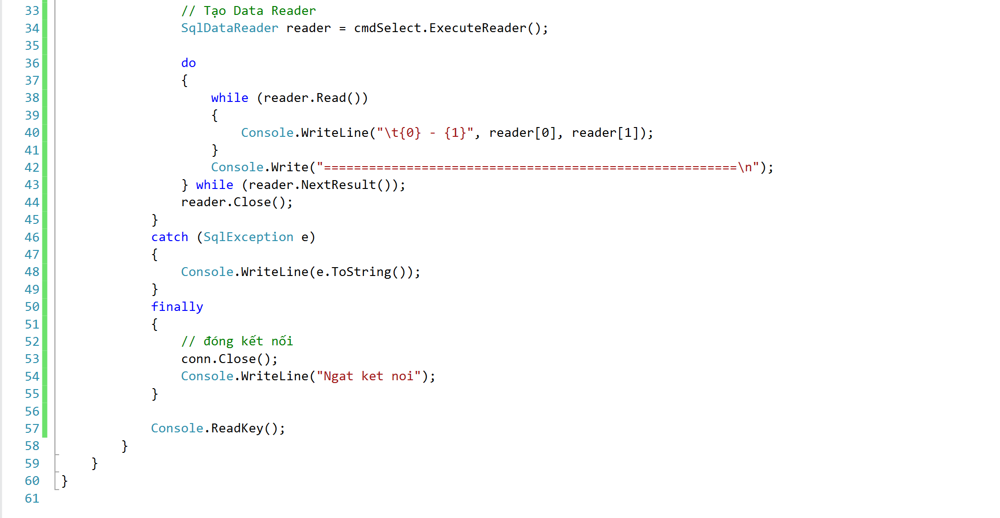 33 // Tạo Data Reader
34 SqlDataReader reader = cmdSelect.ExecuteReader();
35
36 do
37 {
38 while (reader.Read())
39 {
40 Console.WriteLine("\t{0} - {1}", reader[0], reader[1]);
41 }
42 Console.Write("=======================================================\n");
43 } while (reader.NextResult());
44 reader.Close();
45 }
46 catch (SqlException e)
47 {
48 Console.WriteLine(e.ToString());
49 }
50 finally
51 {
52 // đóng kết nối
53 conn.Close();
54 Console.WriteLine("Ngat ket noi");
55 }
56
57 Console.ReadKey();
58 }
59 }
60 }
61